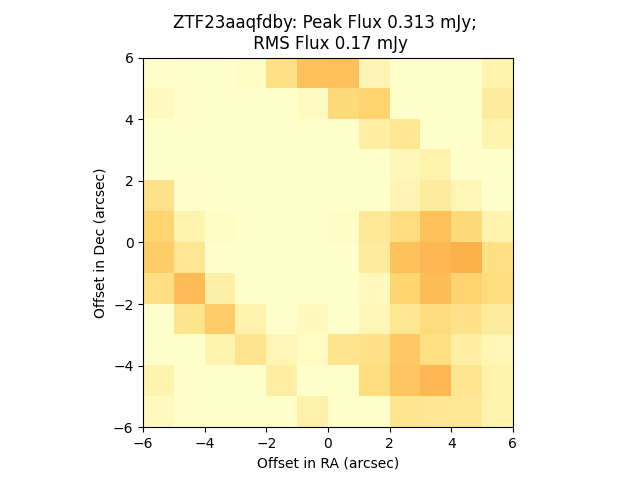 ZTF23aaqfdby: Peak Flux 0.313 mJy;
RMS Flux 0.17 mJy
6
4
2
0
−2
−4
−6
Offset in Dec (arcsec)
−6 −4 −2 0 2 4 6
Offset in RA (arcsec)